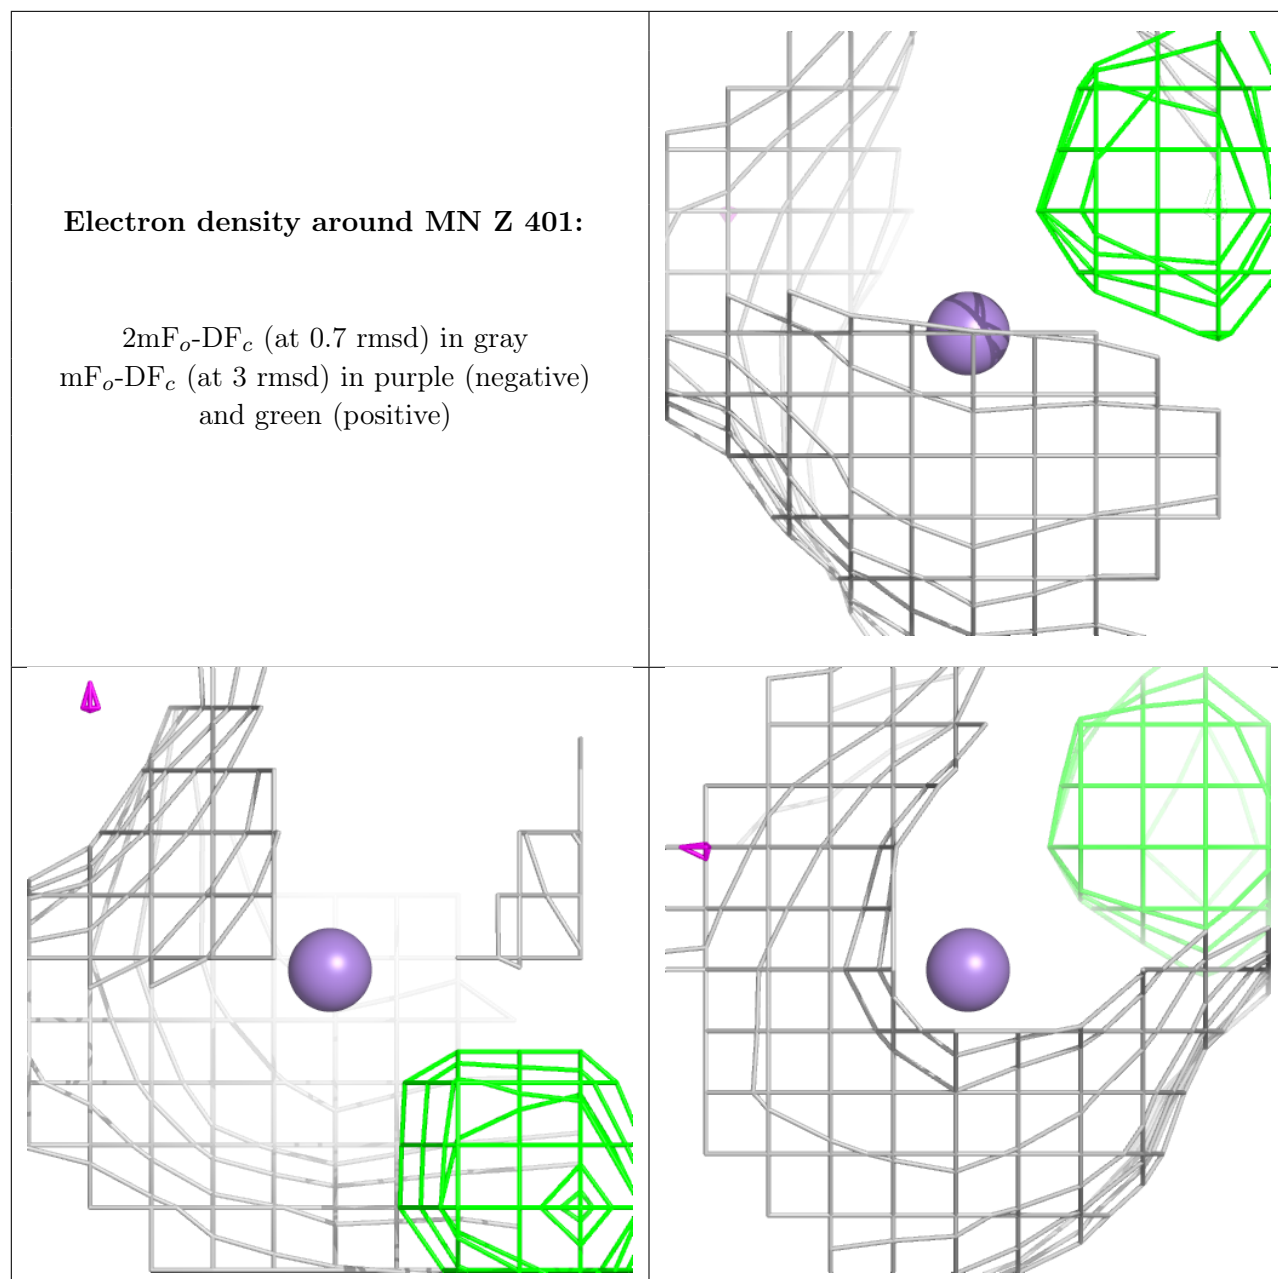 Electron density around MN Z 401:
2mFo-DFc (at 0.7 rmsd) in gray
mFo-DFc (at 3 rmsd) in purple (negative)
and green (positive)